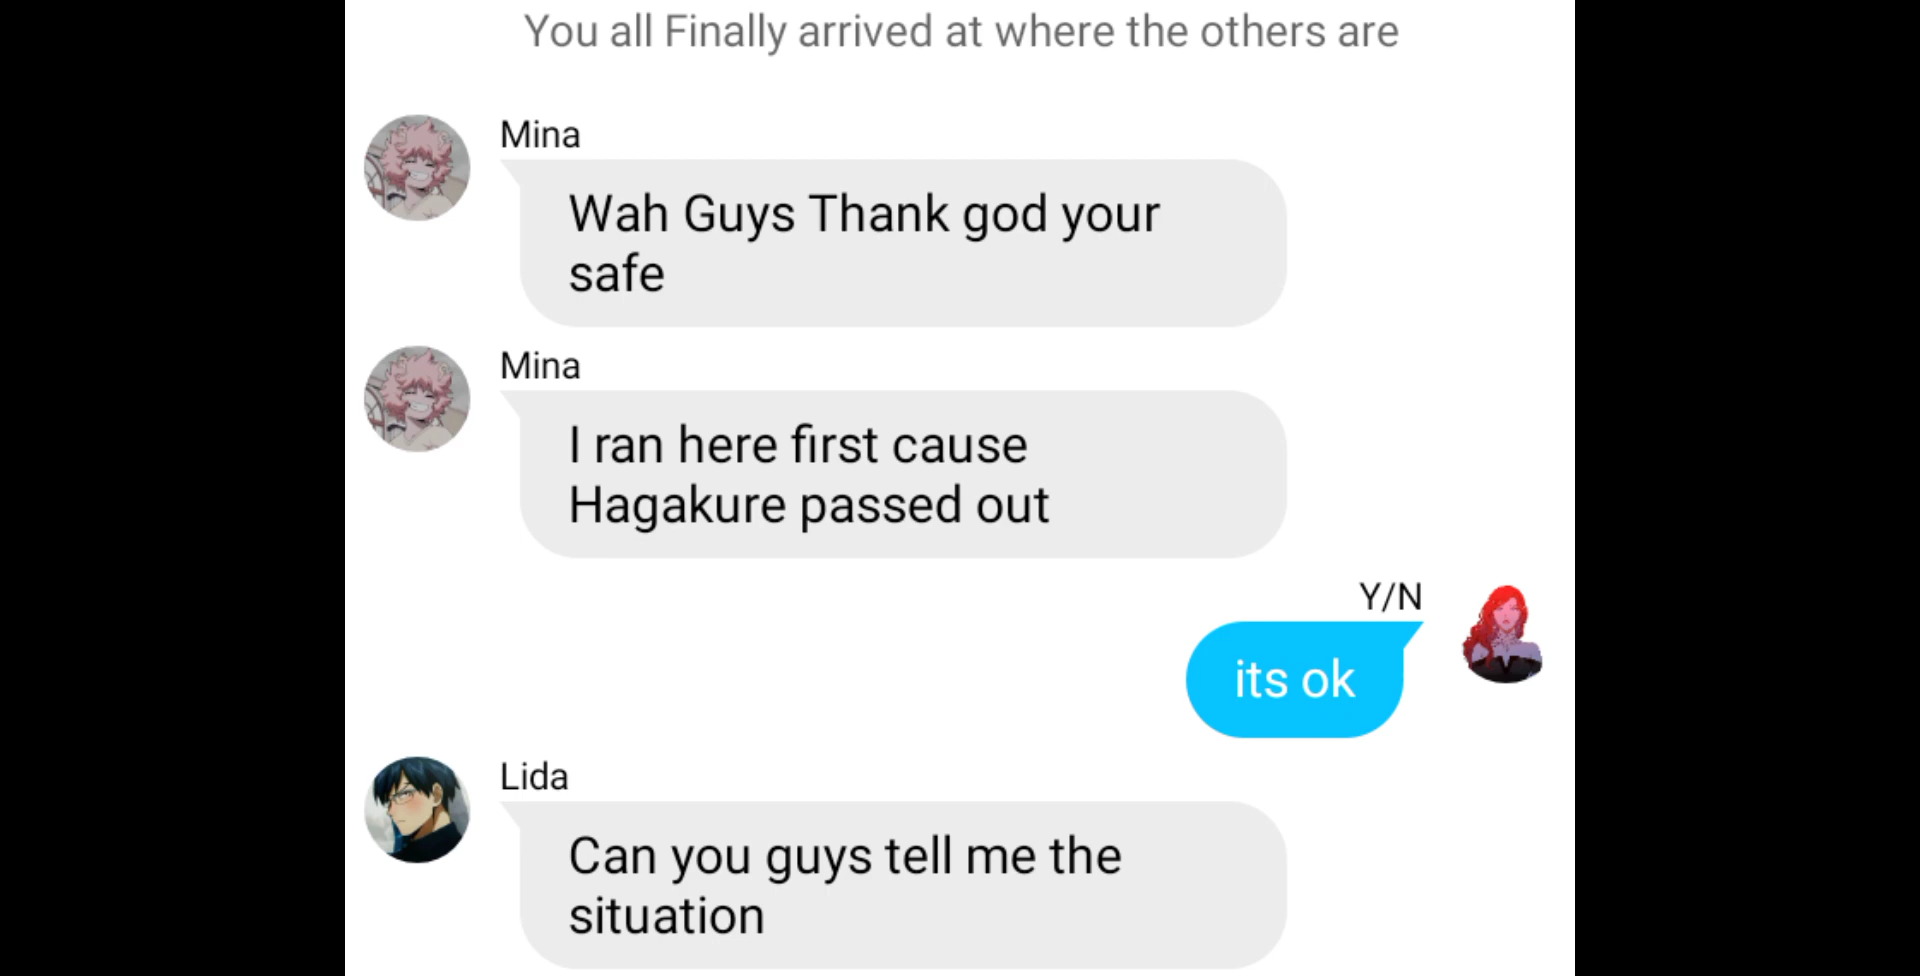 You all Finally arrived at where the others are
Mina
Wah Guys Thank god your
safe
Mina
I ran here first cause
Hagakure passed out
Y/N
its ok
Lida
Can you guys tell me the
situation